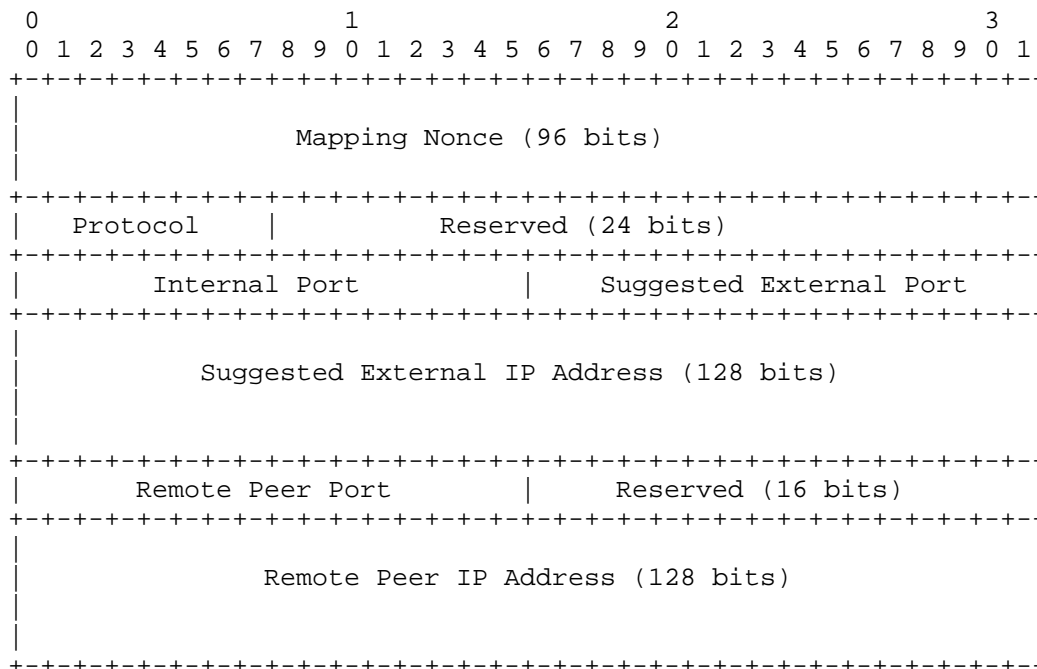 0                   1                   2                   3
 0 1 2 3 4 5 6 7 8 9 0 1 2 3 4 5 6 7 8 9 0 1 2 3 4 5 6 7 8 9 0 1
+-+-+-+-+-+-+-+-+-+-+-+-+-+-+-+-+-+-+-+-+-+-+-+-+-+-+-+-+-+-+-+-
|
|                 Mapping Nonce (96 bits)
|
+-+-+-+-+-+-+-+-+-+-+-+-+-+-+-+-+-+-+-+-+-+-+-+-+-+-+-+-+-+-+-+-
|   Protocol    |          Reserved (24 bits)
+-+-+-+-+-+-+-+-+-+-+-+-+-+-+-+-+-+-+-+-+-+-+-+-+-+-+-+-+-+-+-+-
|        Internal Port          |    Suggested External Port
+-+-+-+-+-+-+-+-+-+-+-+-+-+-+-+-+-+-+-+-+-+-+-+-+-+-+-+-+-+-+-+-
|
|           Suggested External IP Address (128 bits)
|
|
+-+-+-+-+-+-+-+-+-+-+-+-+-+-+-+-+-+-+-+-+-+-+-+-+-+-+-+-+-+-+-+-
|       Remote Peer Port        |     Reserved (16 bits)
+-+-+-+-+-+-+-+-+-+-+-+-+-+-+-+-+-+-+-+-+-+-+-+-+-+-+-+-+-+-+-+-
|
|               Remote Peer IP Address (128 bits)
|
|
+-+-+-+-+-+-+-+-+-+-+-+-+-+-+-+-+-+-+-+-+-+-+-+-+-+-+-+-+-+-+-+-